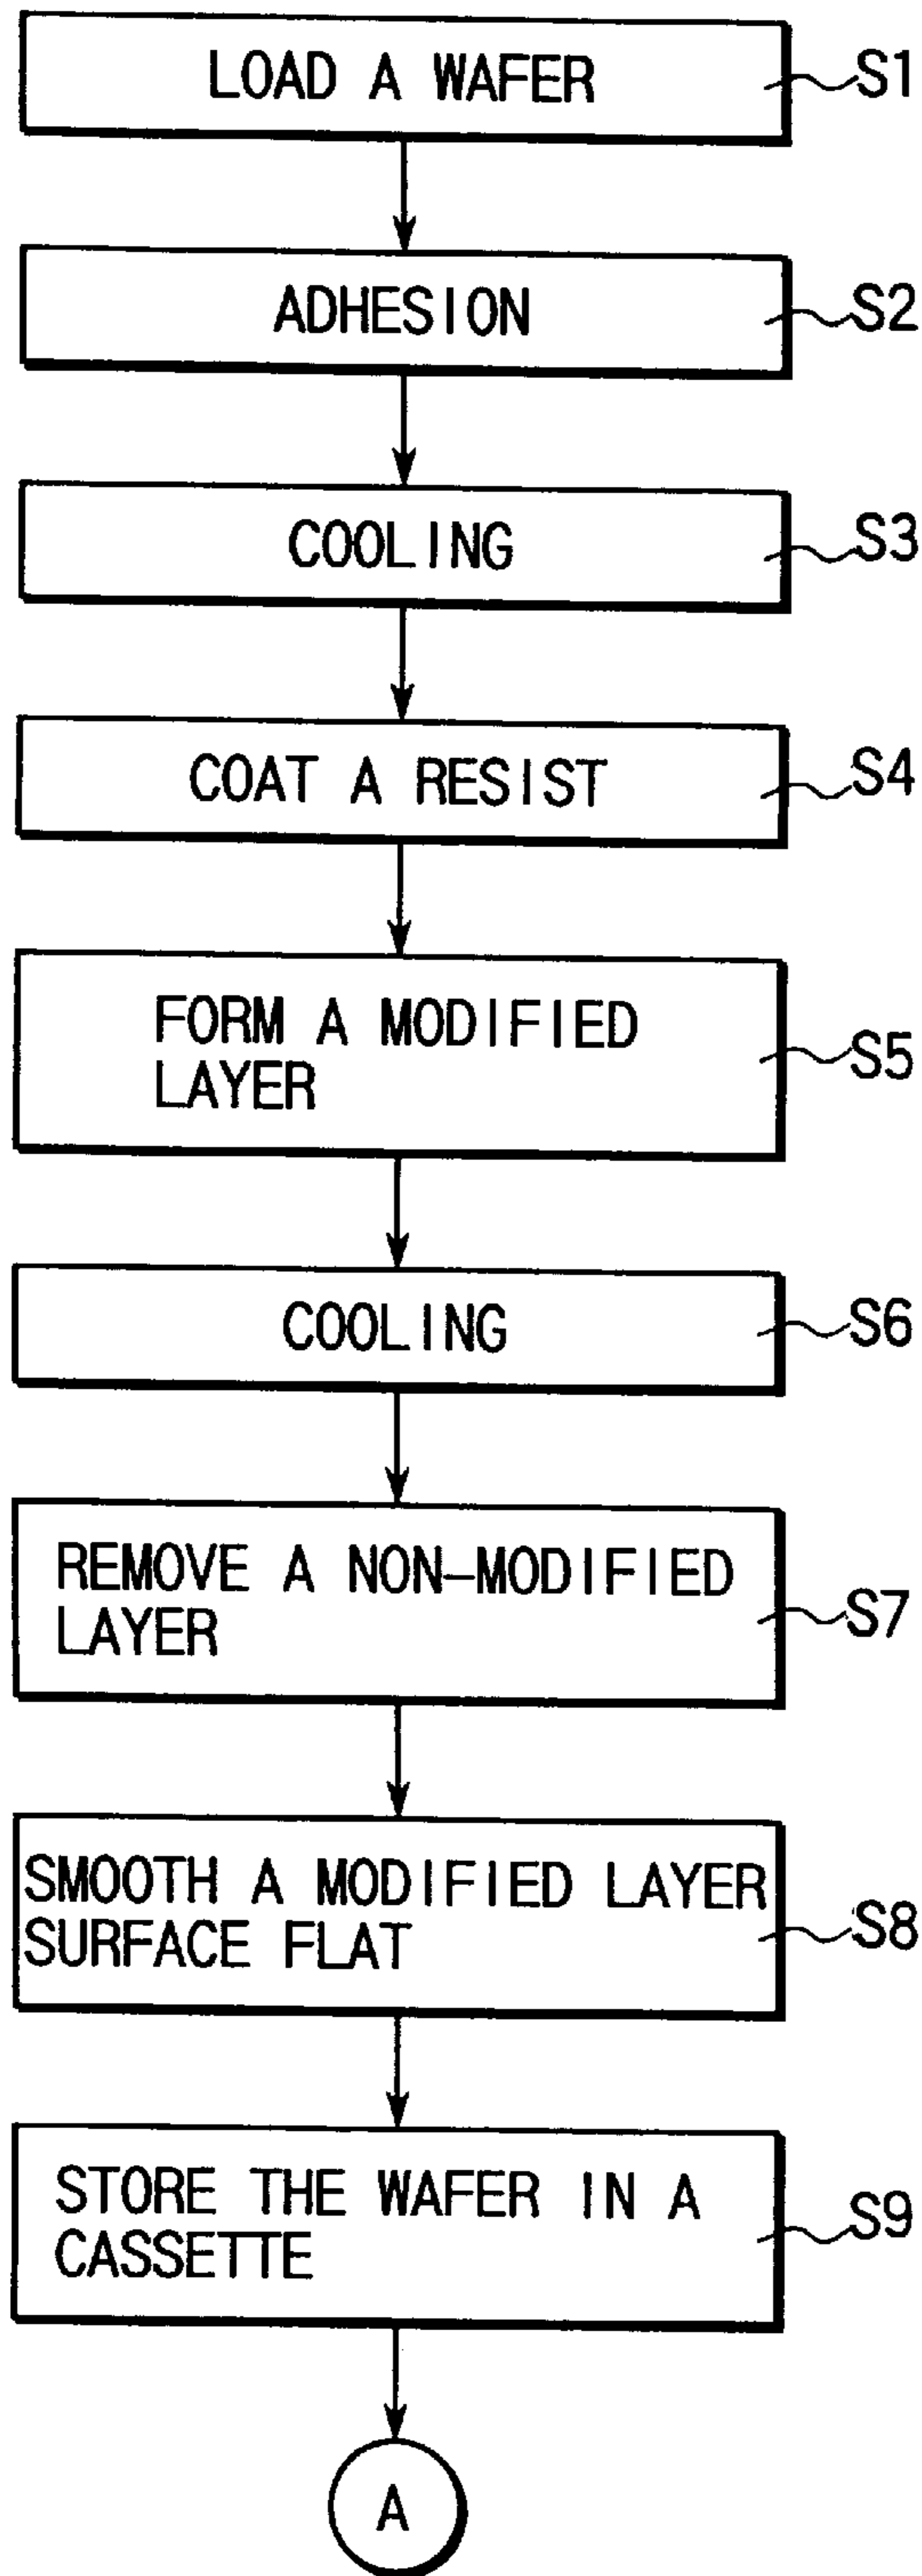 LOAD A WAFER
S1
ADHESION
S2
COOLING
S3
COAT A RESIST
S4
FORM A MODIFIED
LAYER
S5
COOLING
S6
REMOVE A NON-MODIFIED
LAYER
S7
SMOOTH A MODIFIED LAYER
SURFACE FLAT
S8
STORE THE WAFER IN A
CASSETTE
S9
A